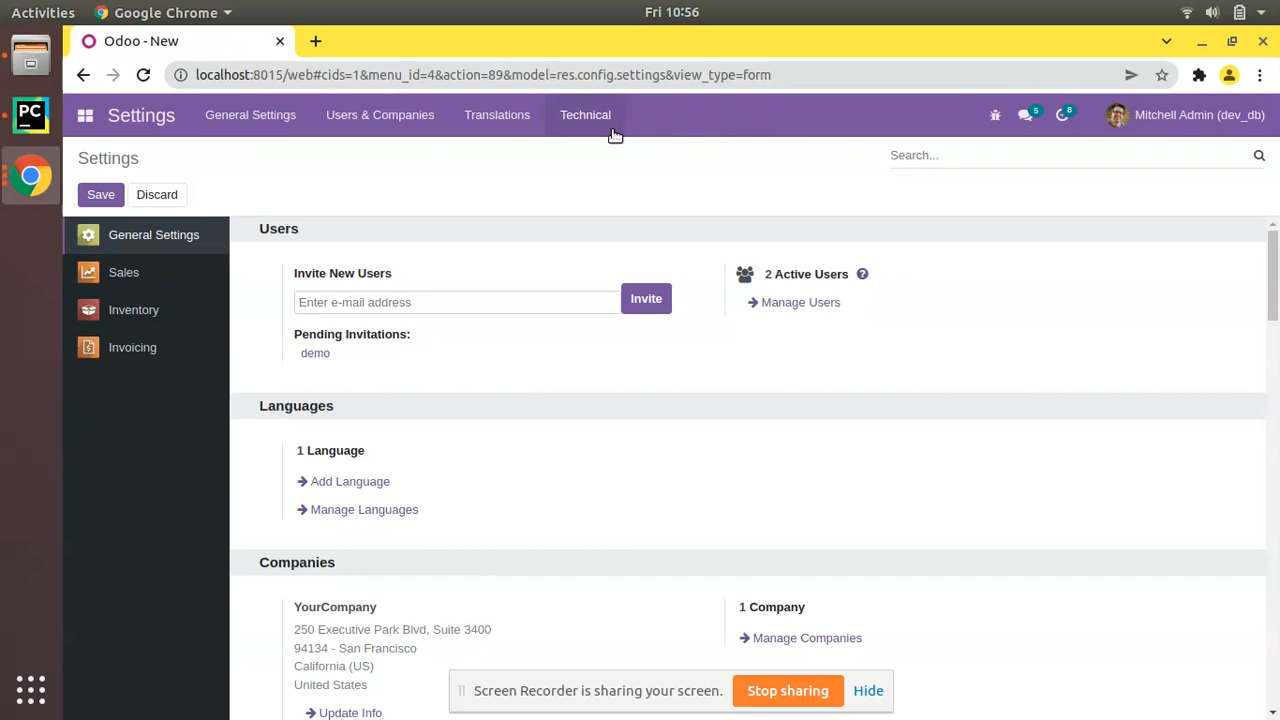 Activities Google Chrome Fri 10:56
Odoo - New
localhost:8015/web#cids=1&menu_id=4&action=89&model=res.config.settings&view_type=form
Settings General Settings Users & Companies Translations Technical 5 8 Mitchell Admin (dev_db)
Settings
Search...
Save Discard
General Settings
Sales
Inventory
Invoicing
Users
Invite New Users
Enter e-mail address Invite
Pending Invitations:
demo
2 Active Users ?
Manage Users
Languages
1 Language
Add Language
Manage Languages
Companies
YourCompany
250 Executive Park Blvd, Suite 3400
94134 - San Francisco
California (US)
United States
Update Info
1 Company
Manage Companies
Screen Recorder is sharing your screen. Stop sharing Hide
PC